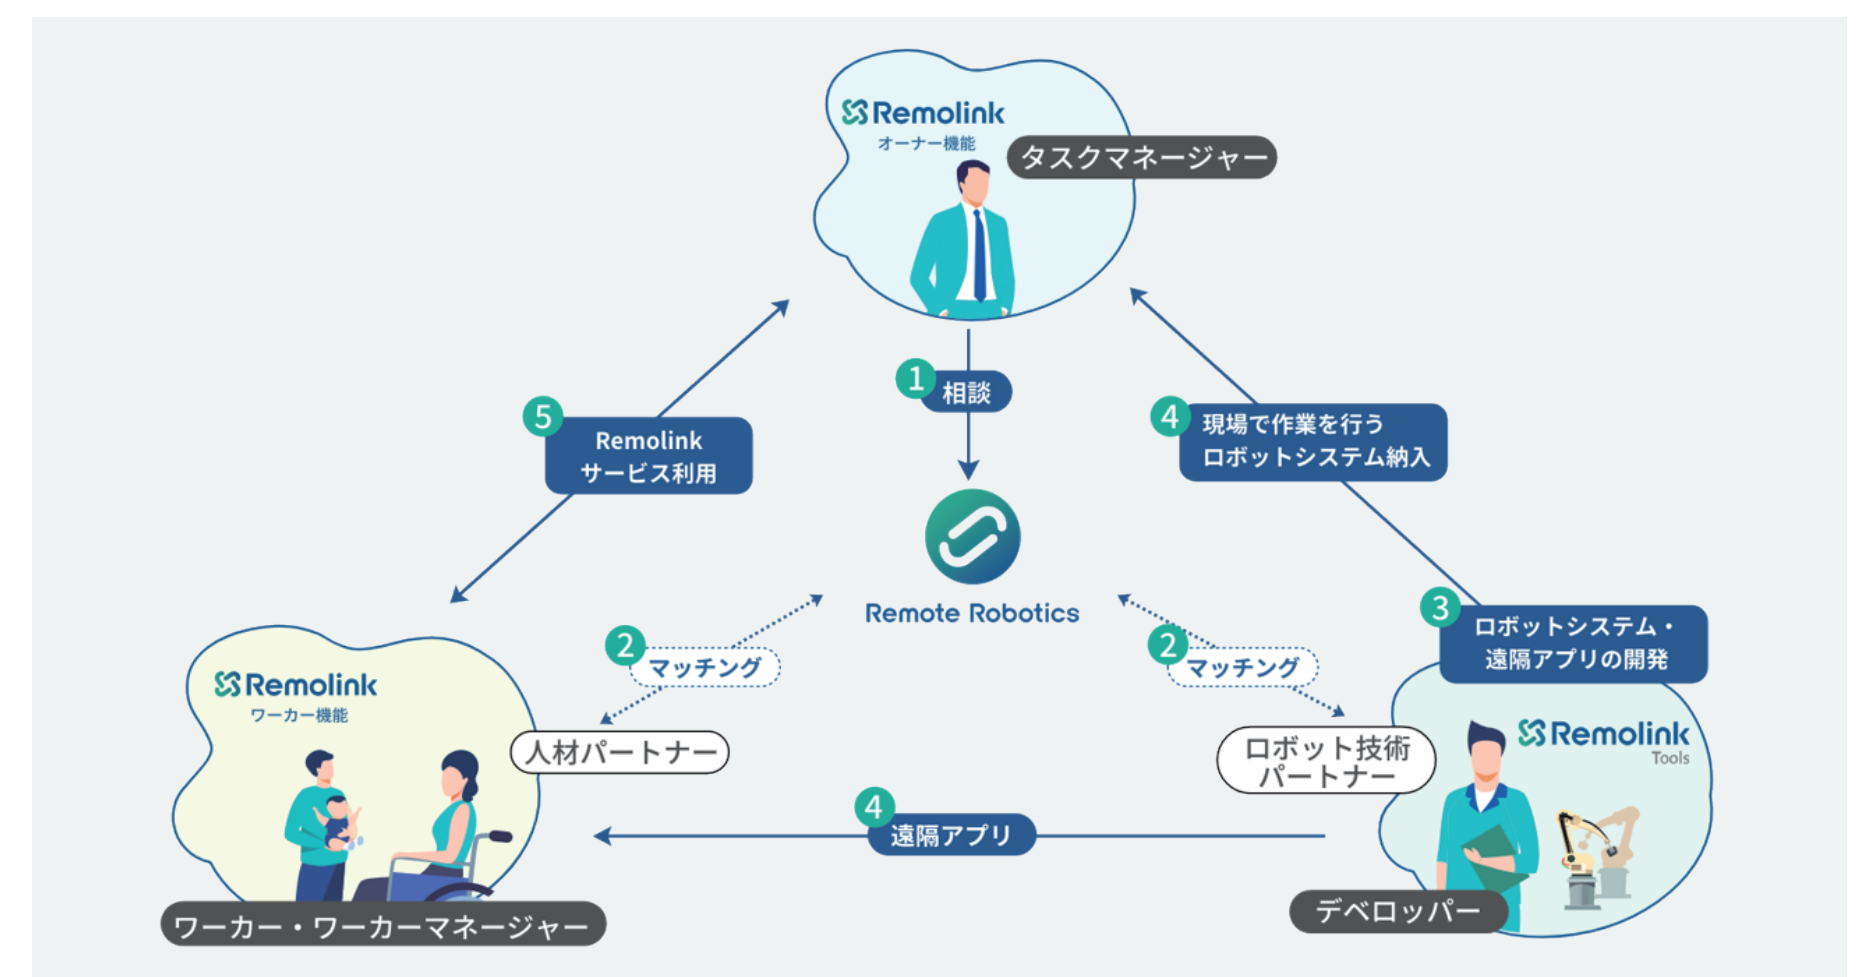 Remolink
オーナー機能
タスクマネージャー
1
相談
5
Remolink
サービス利用
4
現場で作業を行う
ロボットシステム納入
Remote Robotics
2
マッチング
2
マッチング
3
ロボットシステム・
遠隔アプリの開発
Remolink
ワーカー機能
人材パートナー
ロボット技術
パートナー
Remolink
Tools
4
遠隔アプリ
ワーカー・ワーカーマネージャー
デベロッパー